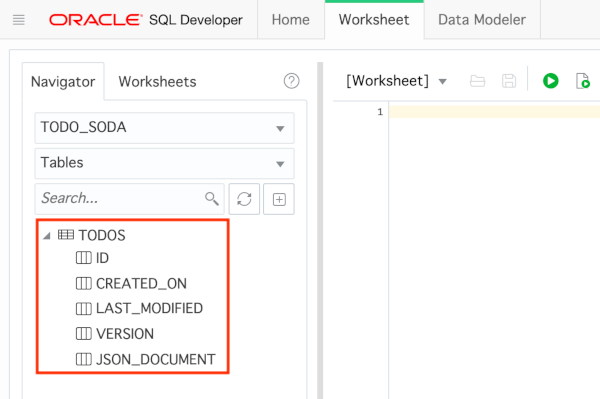 ORACLE SQL Developer Home Worksheet Data Modeler
Navigator Worksheets ?
[Worksheet]
TODO_SODA
1
Tables
Search...
TODOS
ID
CREATED_ON
LAST_MODIFIED
VERSION
JSON_DOCUMENT